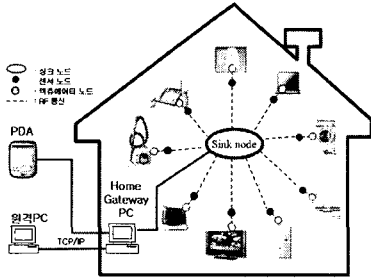 : 싱크 노드
: 센서 노드
: 액츄에이터 노드
: RF 통신
PDA
Sink node
Home
Gateway
PC
원격PC
TCP/IP